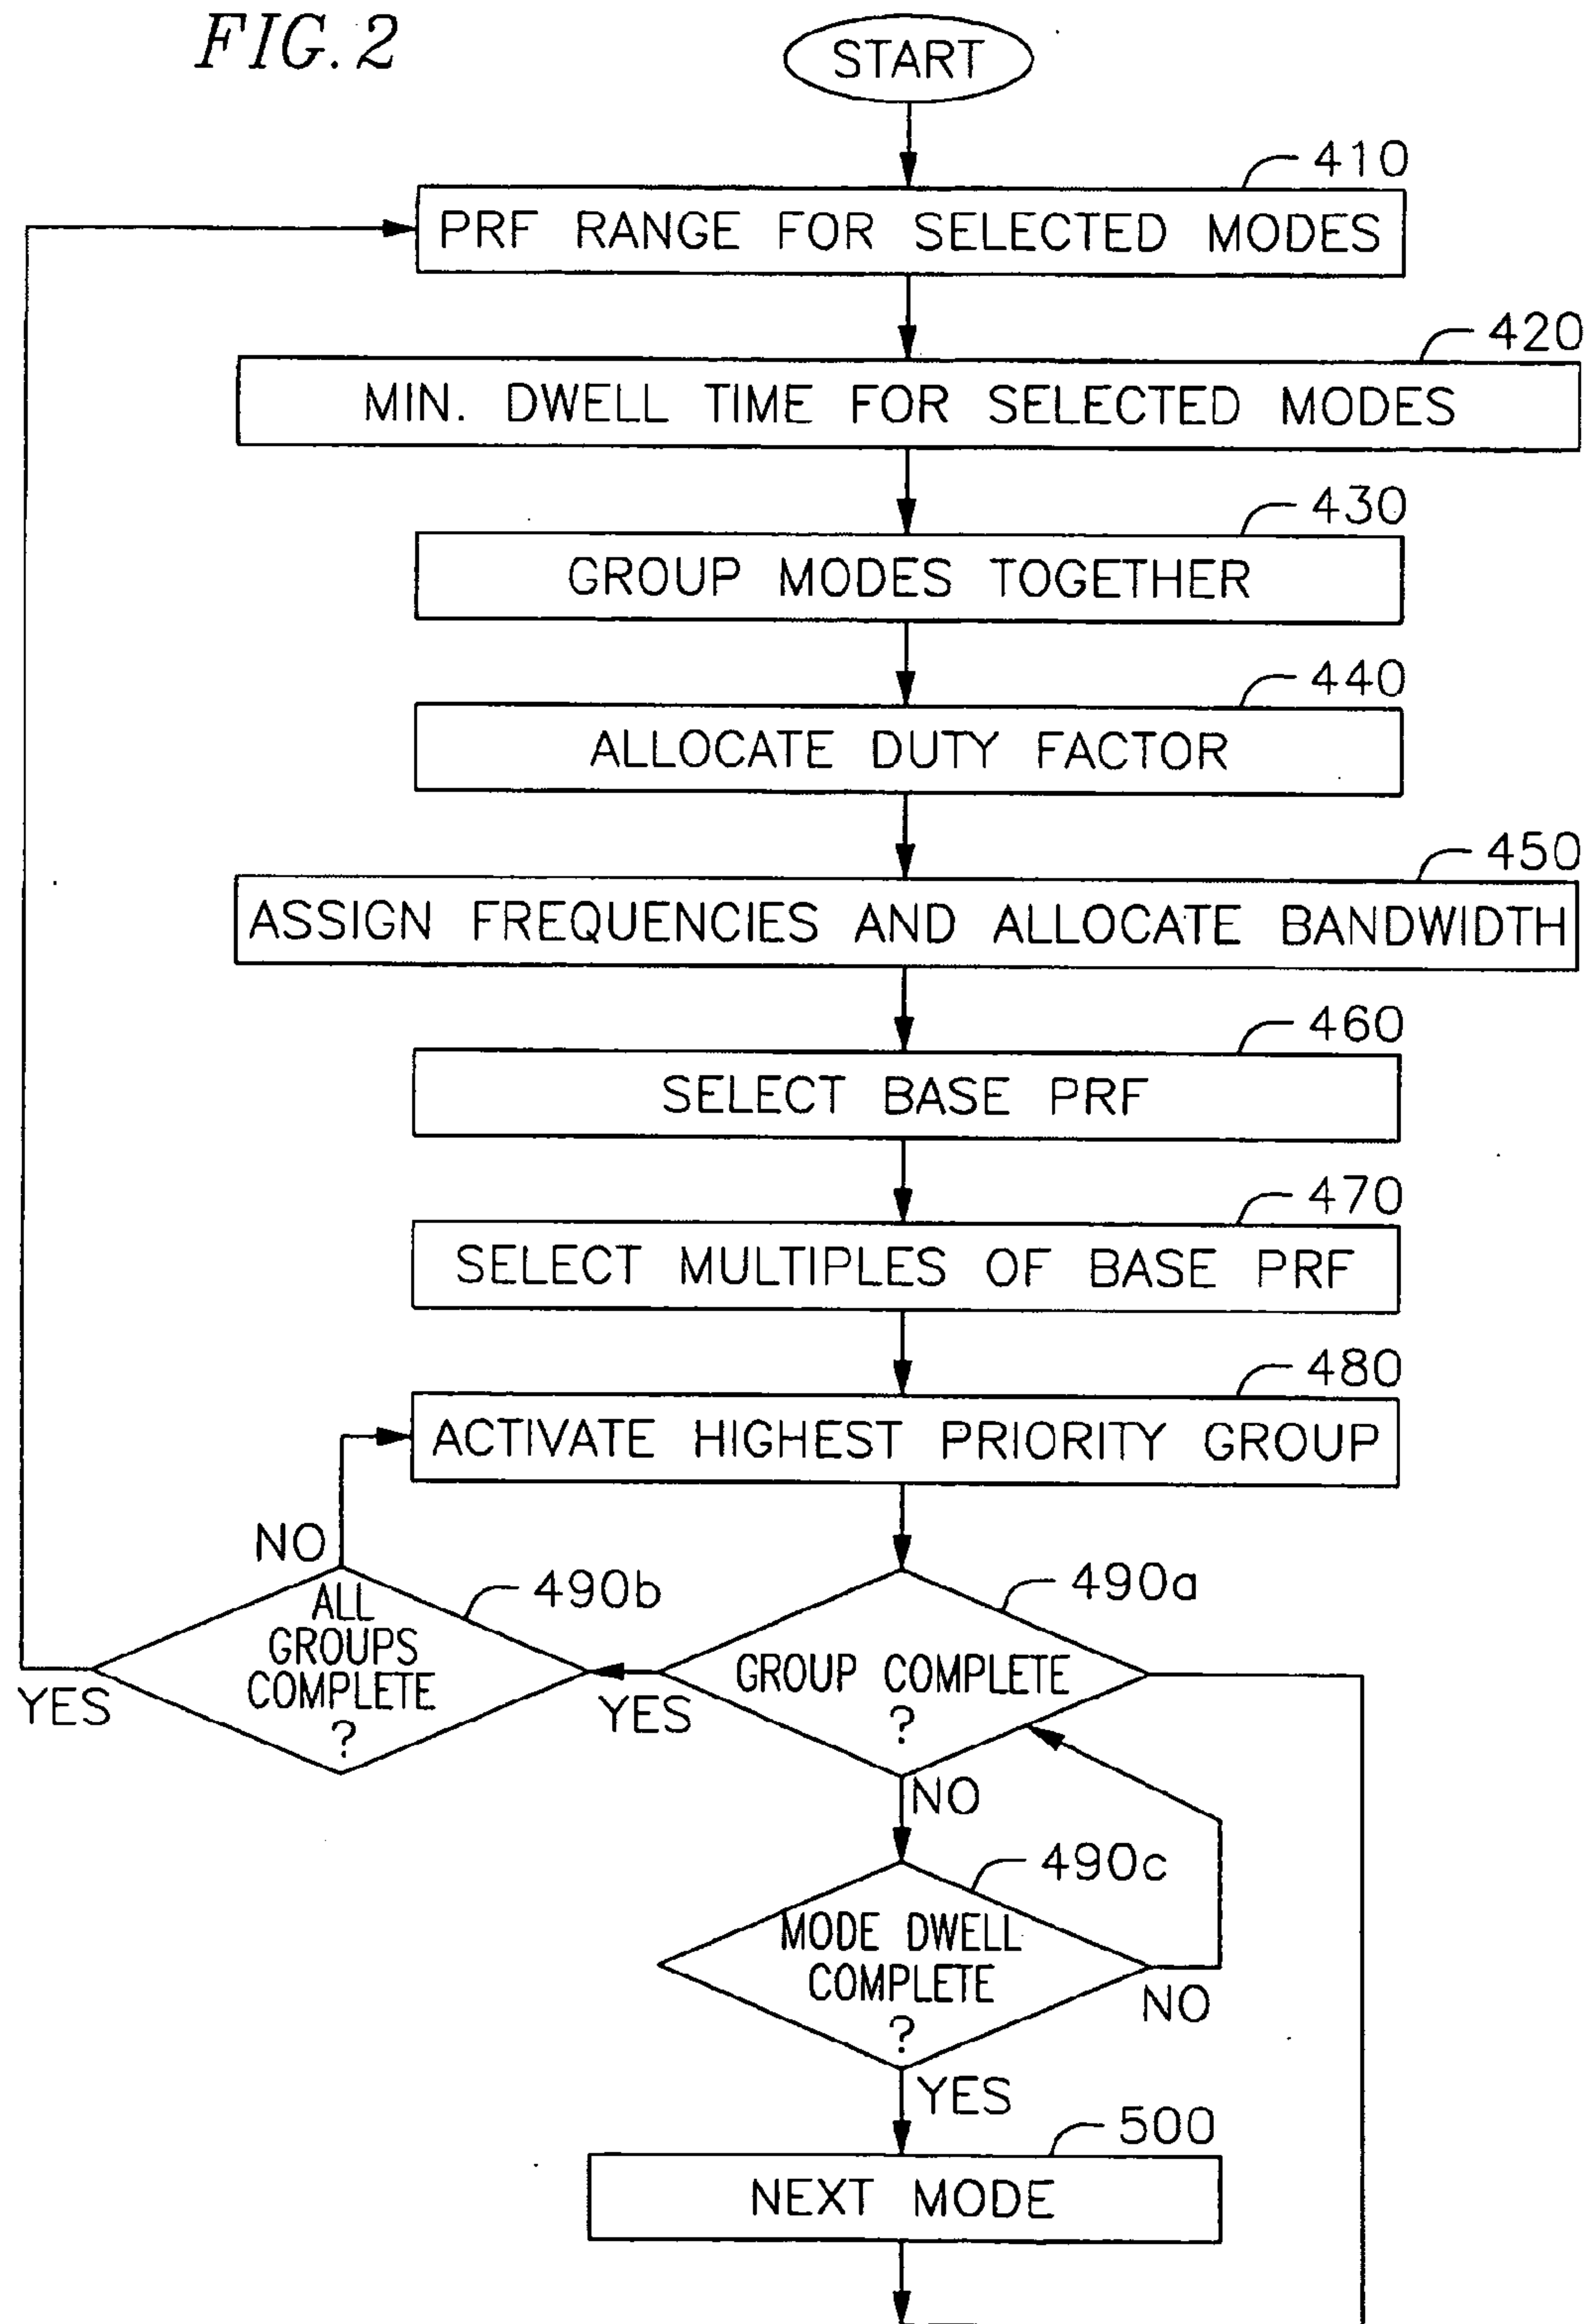 FIG. 2
START
410
PRF RANGE FOR SELECTED MODES
420
MIN. DWELL TIME FOR SELECTED MODES
430
GROUP MODES TOGETHER
440
ALLOCATE DUTY FACTOR
450
ASSIGN FREQUENCIES AND ALLOCATE BANDWIDTH
460
SELECT BASE PRF
470
SELECT MULTIPLES OF BASE PRF
480
ACTIVATE HIGHEST PRIORITY GROUP
NO
490b
490a
ALL
GROUPS
COMPLETE
?
GROUP COMPLETE
?
YES
YES
NO
490c
MODE DWELL
COMPLETE
?
NO
YES
500
NEXT MODE